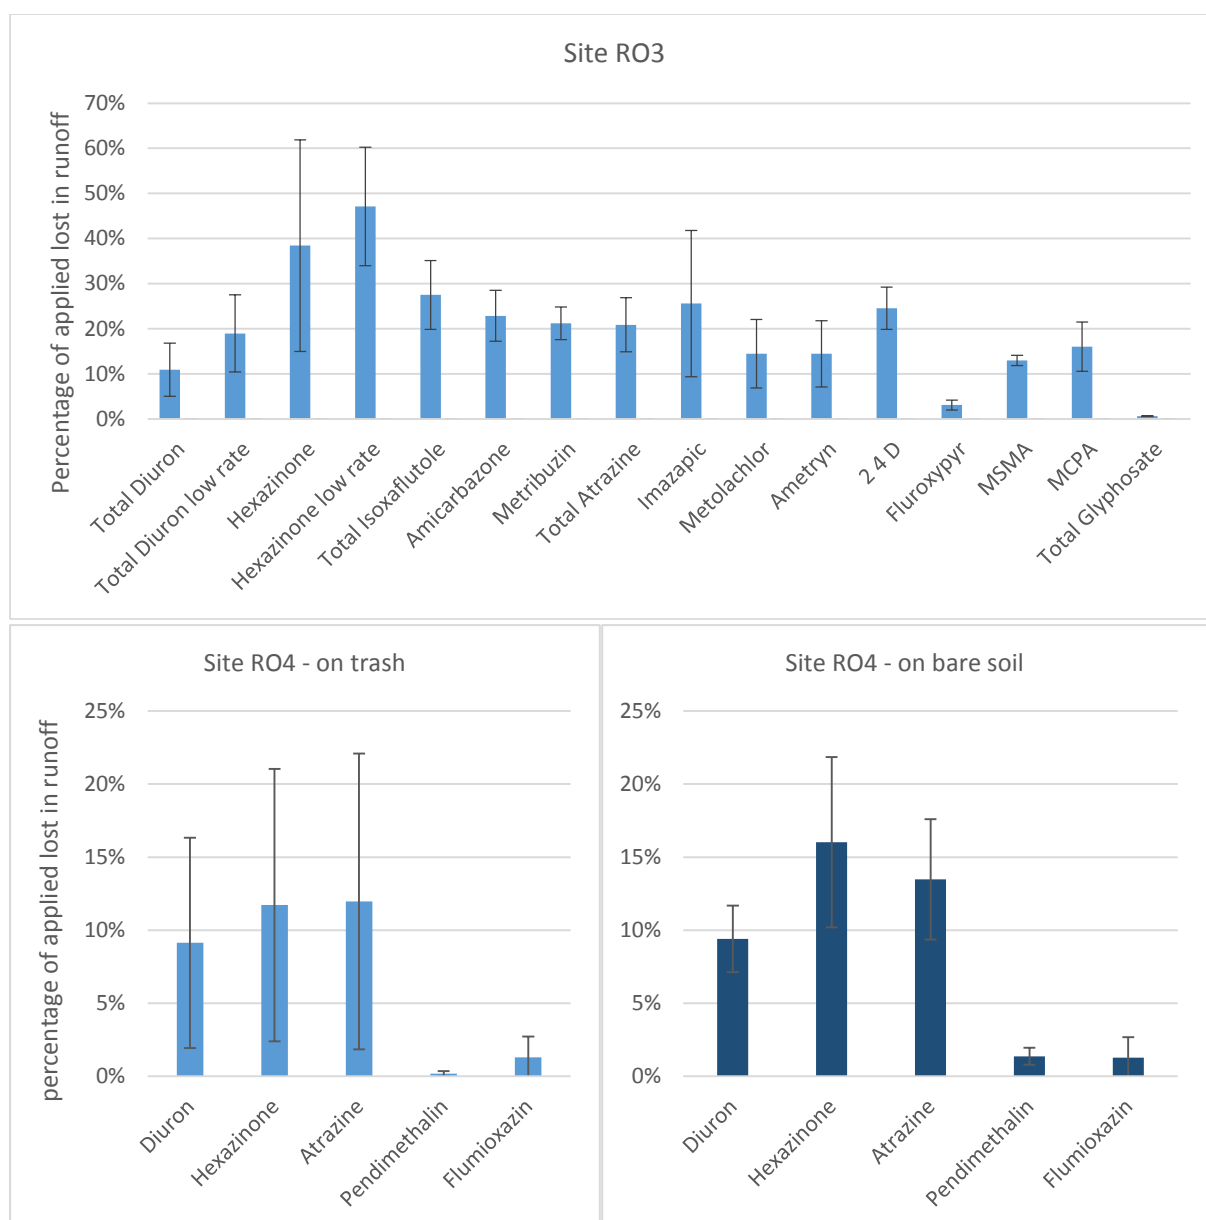 Site RO3
Percentage of applied lost in runoff
70%
60%
50%
40%
30%
20%
10%
0%
Total Diuron
Total Diuron low rate
Hexazinone
Hexazinone low rate
Total Isoxaflutole
Amicarbazone
Metribuzin
Total Atrazine
Imazapic
Metolachlor
Ametryn
2 4 D
Fluroxypyr
MSMA
MCPA
Total Glyphosate
Site RO4 - on trash
percentage of applied lost in runoff
25%
20%
15%
10%
5%
0%
Diuron
Hexazinone
Atrazine
Pendimethalin
Flumioxazin
Site RO4 - on bare soil
25%
20%
15%
10%
5%
0%
Diuron
Hexazinone
Atrazine
Pendimethalin
Flumioxazin